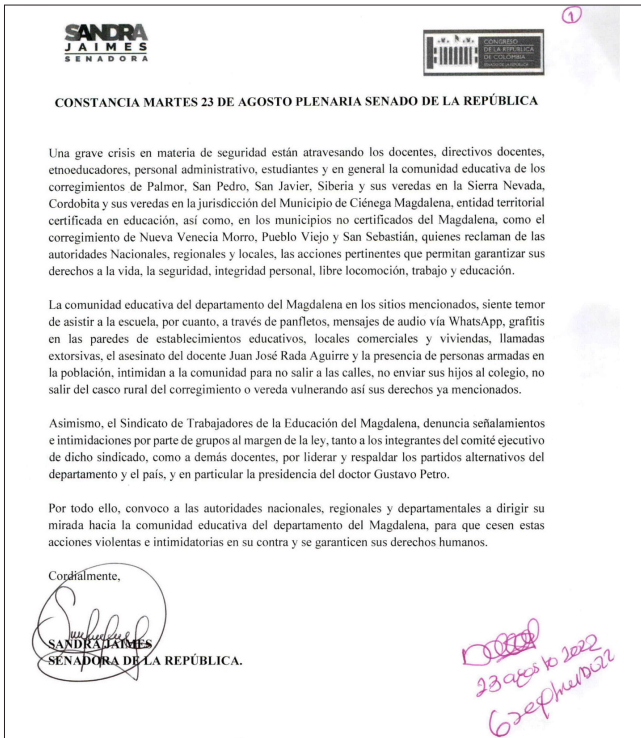 1
SANDRA
JAIMES
SENADORA
CONGRESO
DE LA REPÚBLICA
DE COLOMBIA
CONSTANCIA MARTES 23 DE AGOSTO PLENARIA SENADO DE LA REPÚBLICA
Una grave crisis en materia de seguridad están atravesando los docentes, directivos docentes,
etnoeducadores, personal administrativo, estudiantes y en general la comunidad educativa de los
corregimientos de Palmor, San Pedro, San Javier, Siberia y sus veredas en la Sierra Nevada,
Cordobita y sus veredas en la jurisdicción del Municipio de Ciénega Magdalena, entidad territorial
certificada en educación, así como, en los municipios no certificados del Magdalena, como el
corregimiento de Nueva Venecia Morro, Pueblo Viejo y San Sebastián, quienes reclaman de las
autoridades Nacionales, regionales y locales, las acciones pertinentes que permitan garantizar sus
derechos a la vida, la seguridad, integridad personal, libre locomoción, trabajo y educación.
La comunidad educativa del departamento del Magdalena en los sitios mencionados, siente temor
de asistir a la escuela, por cuanto, a través de panfletos, mensajes de audio vía WhatsApp, grafitis
en las paredes de establecimientos educativos, locales comerciales y viviendas, llamadas
extorsivas, el asesinato del docente Juan José Rada Aguirre y la presencia de personas armadas en
la población, intimidan a la comunidad para no salir a las calles, no enviar sus hijos al colegio, no
salir del casco rural del corregimiento o vereda vulnerando así sus derechos ya mencionados.
Asimismo, el Sindicato de Trabajadores de la Educación del Magdalena, denuncia señalamientos
e intimidaciones por parte de grupos al margen de la ley, tanto a los integrantes del comité ejecutivo
de dicho sindicado, como a demás docentes, por liderar y respaldar los partidos alternativos del
departamento y el país, y en particular la presidencia del doctor Gustavo Petro.
Por todo ello, convoco a las autoridades nacionales, regionales y departamentales a dirigir su
mirada hacia la comunidad educativa del departamento del Magdalena, para que cesen estas
acciones violentas e intimidatorias en su contra y se garanticen sus derechos humanos.
Cordialmente,
SANDRA JAIMES
SENADORA DE LA REPÚBLICA.
23 agosto 2022